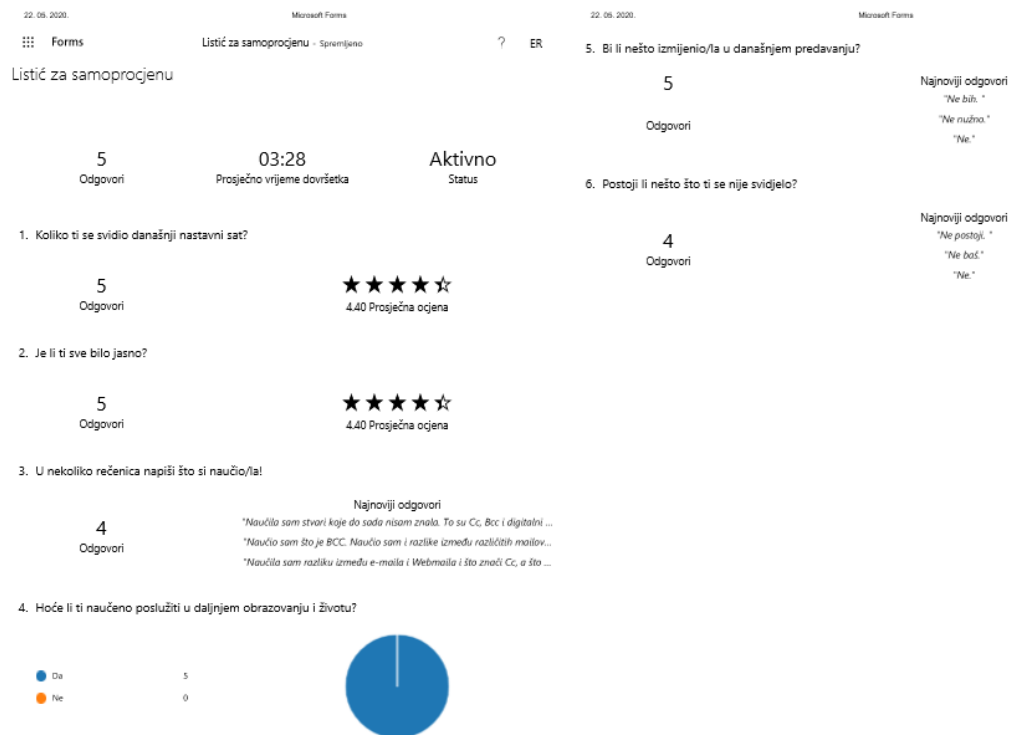 22. 05. 2020.
Microsoft Forms
Forms
Listić za samoprocjenu - Spremljeno
?
ER
Listić za samoprocjenu
5
Odgovori
03:28
Prosječno vrijeme dovršetka
Aktivno
Status
1. Koliko ti se svidio današnji nastavni sat?
5
Odgovori
4.40 Prosječna ocjena
2. Je li ti sve bilo jasno?
5
Odgovori
4.40 Prosječna ocjena
3. U nekoliko rečenica napiši što si naučio/la!
4
Odgovori
Najnoviji odgovori
"Naučila sam stvari koje do sada nisam znala. To su Cc, Bcc i digitalni ...
"Naučio sam što je BCC. Naučio sam i razlike između različitih mailov...
"Naučila sam razliku između e-maila i Webmaila i što znači Cc, a što ...
4. Hoće li ti naučeno poslužiti u daljnjem obrazovanju i životu?
Da 5
Ne 0
22. 05. 2020.
Microsoft Forms
5. Bi li nešto izmijenio/la u današnjem predavanju?
5
Odgovori
Najnoviji odgovori
"Ne bih. "
"Ne nužno."
"Ne."
6. Postoji li nešto što ti se nije svidjelo?
4
Odgovori
Najnoviji odgovori
"Ne postoji. "
"Ne baš."
"Ne."